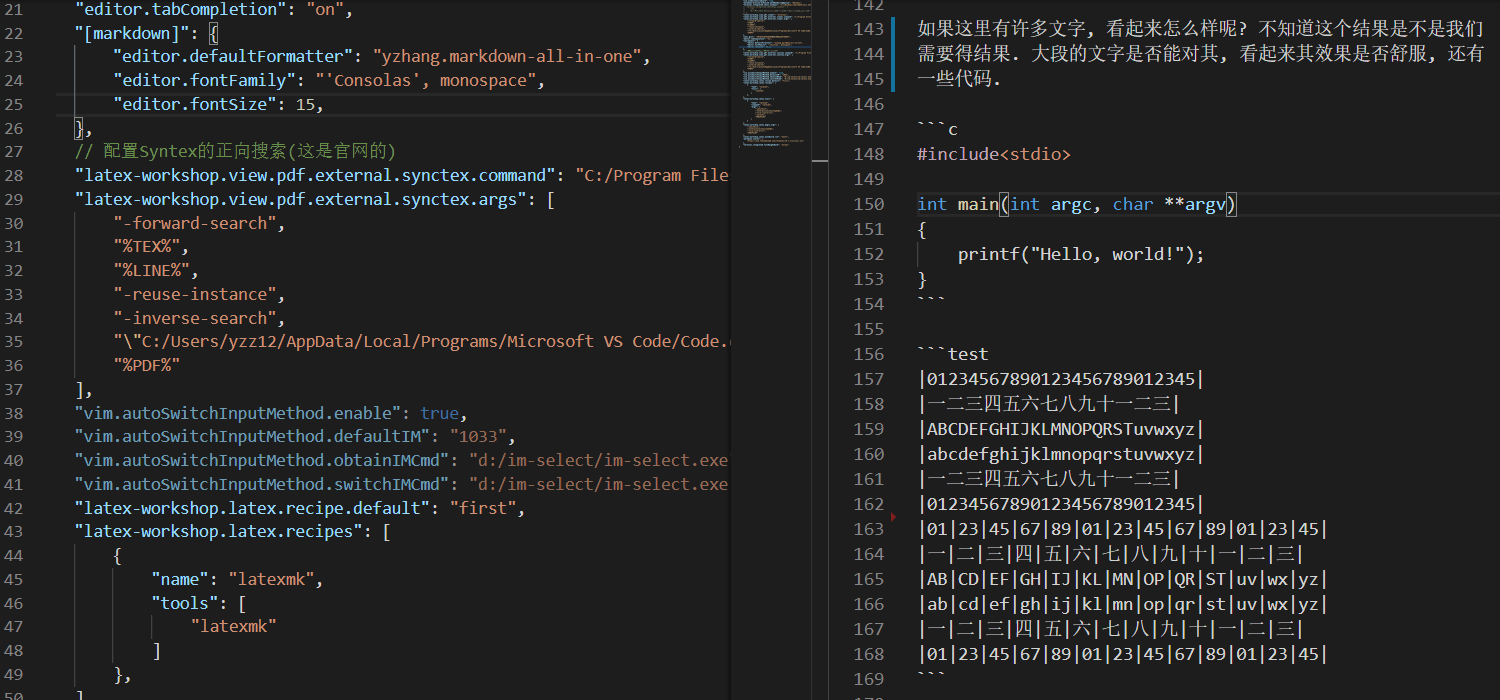 21 "editor.tabCompletion": "on",
22 "[markdown]": {
23 "editor.defaultFormatter": "yzhang.markdown-all-in-one",
24 "editor.fontFamily": "'Consolas', monospace",
25 "editor.fontSize": 15,
26 },
27 // 配置Syntex的正向搜索(这是官网的)
28 "latex-workshop.view.pdf.external.synctex.command": "C:/Program File
29 "latex-workshop.view.pdf.external.synctex.args": [
30 "-forward-search",
31 "%TEX%",
32 "%LINE%",
33 "-reuse-instance",
34 "-inverse-search",
35 "\"C:/Users/yzz12/AppData/Local/Programs/Microsoft VS Code/Code.
36 "%PDF%"
37 ],
38 "vim.autoSwitchInputMethod.enable": true,
39 "vim.autoSwitchInputMethod.defaultIM": "1033",
40 "vim.autoSwitchInputMethod.obtainIMCmd": "d:/im-select/im-select.exe
41 "vim.autoSwitchInputMethod.switchIMCmd": "d:/im-select/im-select.exe
42 "latex-workshop.latex.recipe.default": "first",
43 "latex-workshop.latex.recipes": [
44 {
45 "name": "latexmk",
46 "tools": [
47 "latexmk"
48 ]
49 },
50 ]
142
143 如果这里有许多文字, 看起来怎么样呢? 不知道这个结果是不是我们
144 需要得结果. 大段的文字是否能对其, 看起来其效果是否舒服, 还有
145 一些代码.
146
147 ```c
148 #include<stdio>
149
150 int main(int argc, char **argv)
151 {
152 printf("Hello, world!");
153 }
154 ```
155
156 ```test
157 |01234567890123456789012345|
158 |一二三四五六七八九十一二三|
159 |ABCDEFGHIJKLMNOPQRSTuvwxyz|
160 |abcdefghijklmnopqrstuvwxyz|
161 |一二三四五六七八九十一二三|
162 |01234567890123456789012345|
163 |01|23|45|67|89|01|23|45|67|89|01|23|45|
164 |一|二|三|四|五|六|七|八|九|十|一|二|三|
165 |AB|CD|EF|GH|IJ|KL|MN|OP|QR|ST|uv|wx|yz|
166 |ab|cd|ef|gh|ij|kl|mn|op|qr|st|uv|wx|yz|
167 |一|二|三|四|五|六|七|八|九|十|一|二|三|
168 |01|23|45|67|89|01|23|45|67|89|01|23|45|
169 ```